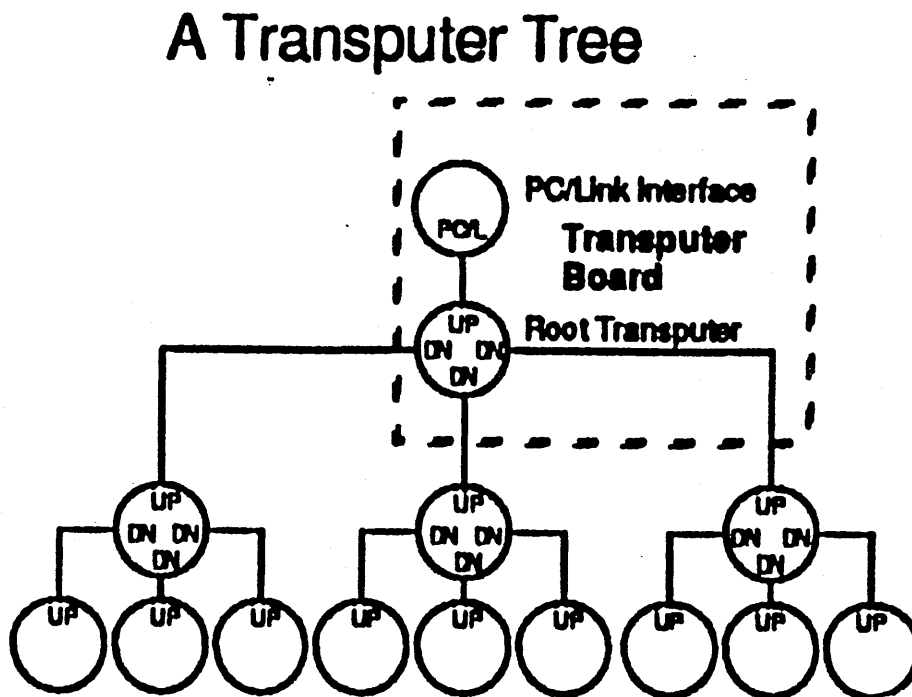 A Transputer Tree
PC/Link Interface
PC/L
Transputer
Board
UP
Root Transputer
DN DN
DN
UP UP UP
DN DN DN DN DN DN
DN DN DN
UP UP UP UP UP UP UP UP UP